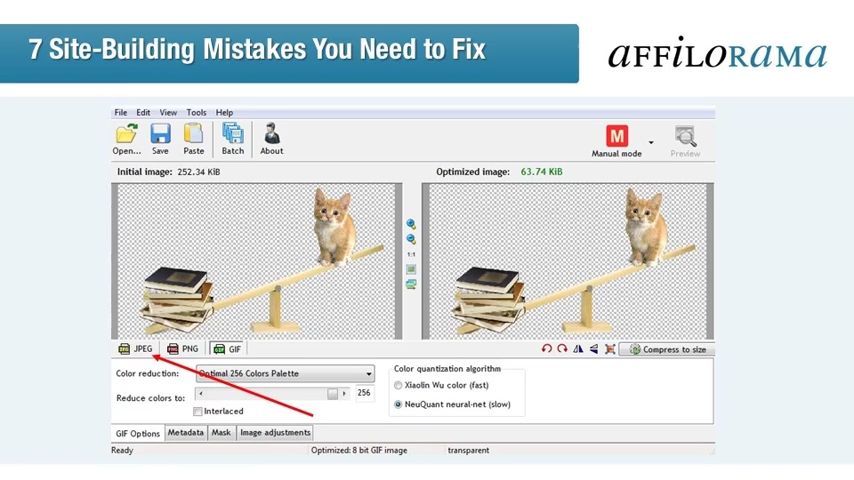 7 Site-Building Mistakes You Need to Fix
AFFILORAMA
File Edit View Tools Help
Open... Save Paste Batch About
M
Manual mode
Preview
Initial image: 252.34 KiB
Optimized image: 63.74 KiB
1:1
JPEG PNG GIF
Compress to size
Color reduction: Optimal 256 Colors Palette
Reduce colors to: 256
Interlaced
Color quantization algorithm
Xiaolin Wu color (fast)
NeuQuant neural-net (slow)
GIF Options Metadata Mask Image adjustments
Ready Optimized: 8 bit GIF image transparent